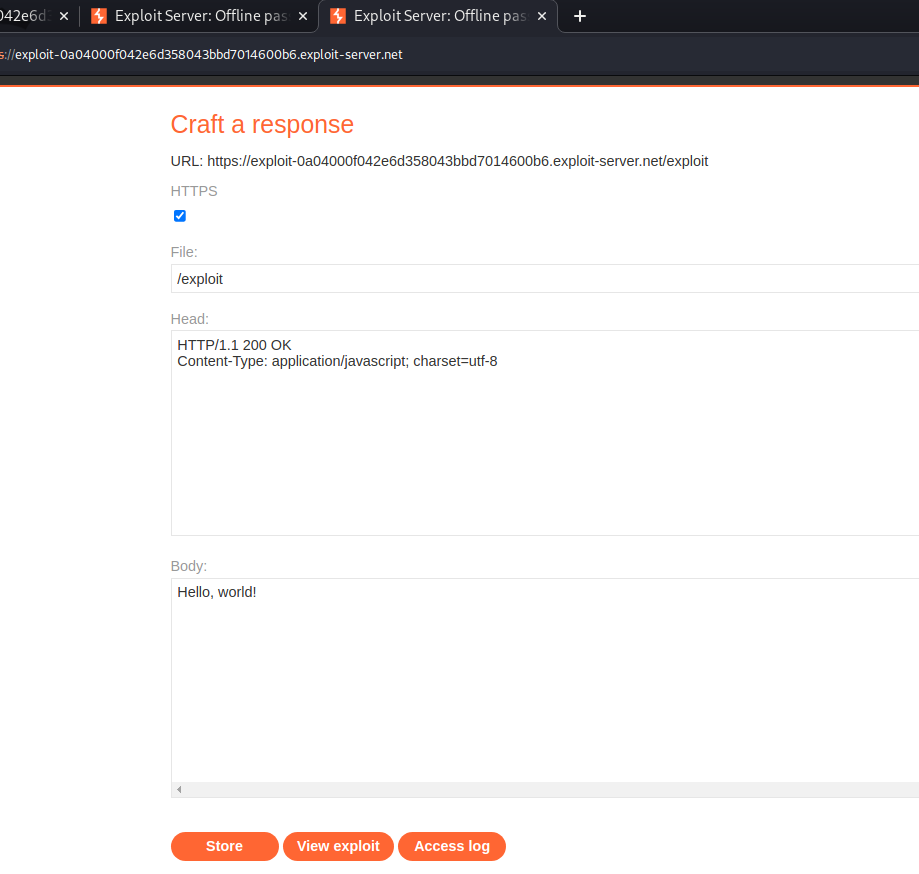 042e6d
Exploit Server: Offline pas
Exploit Server: Offline pas
s://exploit-0a04000f042e6d358043bbd7014600b6.exploit-server.net
Craft a response
URL: https://exploit-0a04000f042e6d358043bbd7014600b6.exploit-server.net/exploit
HTTPS
File:
/exploit
Head:
HTTP/1.1 200 OK
Content-Type: application/javascript; charset=utf-8
Body:
Hello, world!
Store
View exploit
Access log